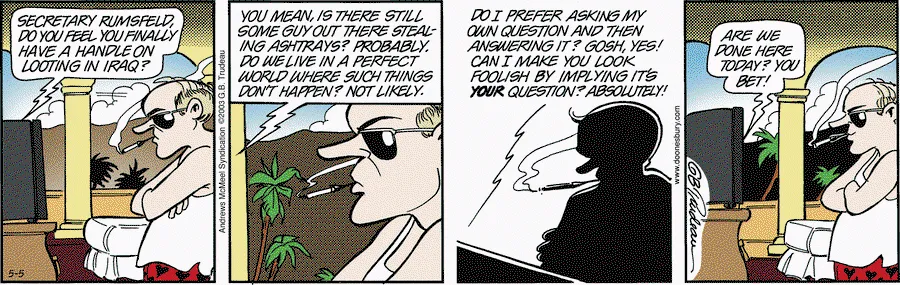 SECRETARY RUMSFELD,
DO YOU FEEL YOU FINALLY
HAVE A HANDLE ON
LOOTING IN IRAQ?
5-5
Andrews McMeel Syndication ©2003 G.B. Trudeau
YOU MEAN, IS THERE STILL
SOME GUY OUT THERE STEAL-
ING ASHTRAYS? PROBABLY.
DO WE LIVE IN A PERFECT
WORLD WHERE SUCH THINGS
DON'T HAPPEN? NOT LIKELY.
DO I PREFER ASKING MY
OWN QUESTION AND THEN
ANSWERING IT? GOSH, YES!
CAN I MAKE YOU LOOK
FOOLISH BY IMPLYING IT'S
YOUR QUESTION? ABSOLUTELY!
www.doonesbury.com
ARE WE
DONE HERE
TODAY? YOU
BET!
GBTrudeau